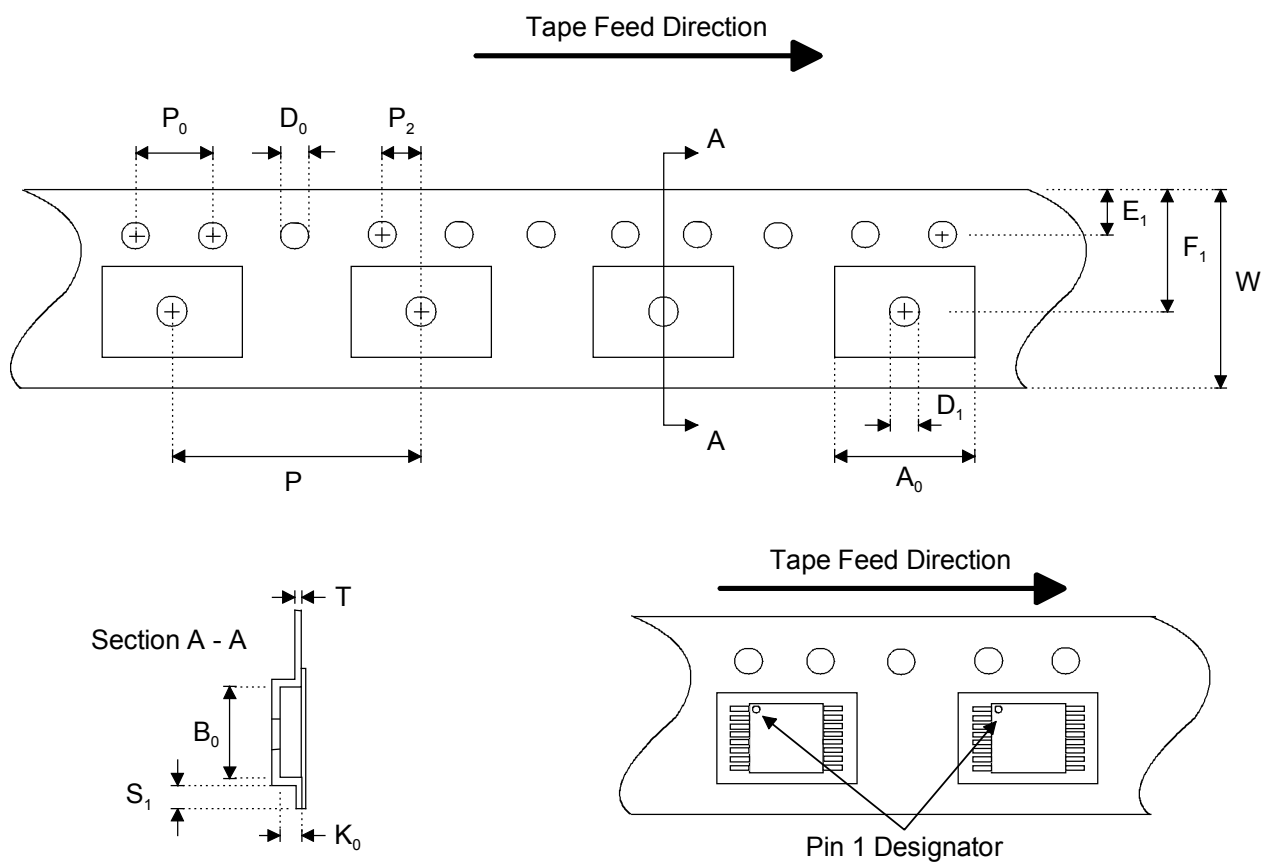 Tape Feed Direction
P₀
D₀
P₂
A
E₁
F₁
W
D₁
A
P
A₀
Tape Feed Direction
T
Section A - A
B₀
S₁
K₀
Pin 1 Designator